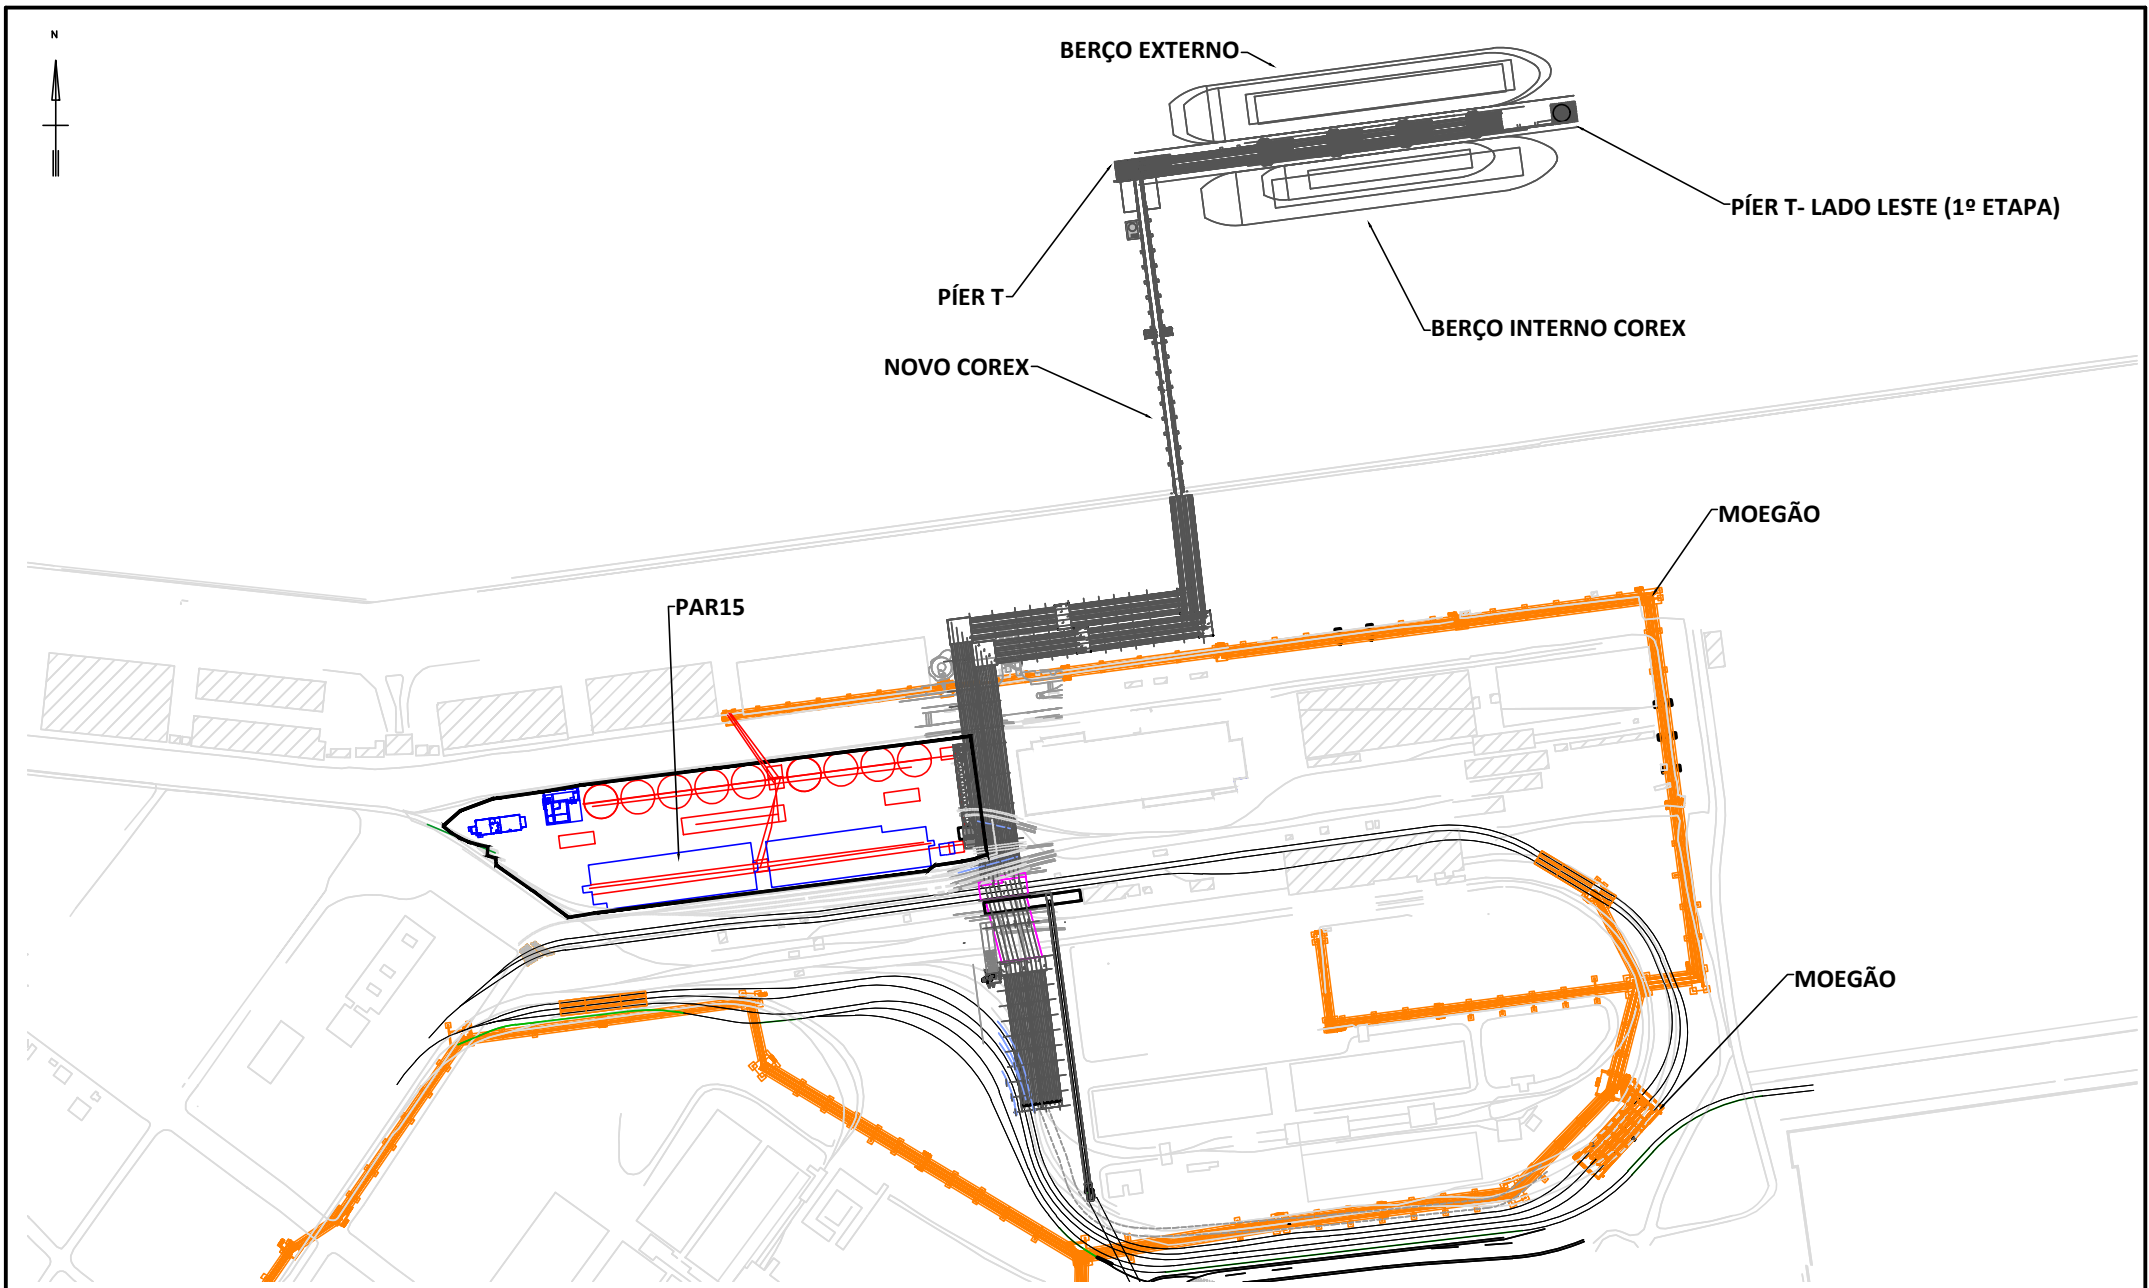 N
BERÇO EXTERNO
PÍER T- LADO LESTE (1º ETAPA)
PÍER T
BERÇO INTERNO COREX
NOVO COREX
MOEGÃO
PAR15
MOEGÃO